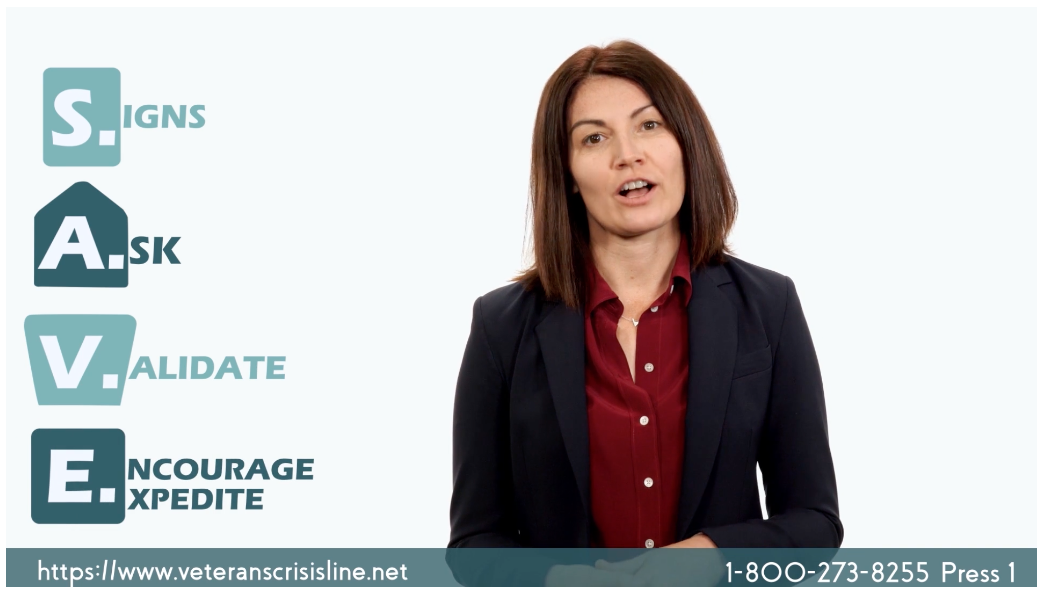 S.IGNS
A.SK
V.ALIDATE
E.NCOURAGE
XPEDITE
https://www.veteranscrisisline.net
1-800-273-8255 Press 1